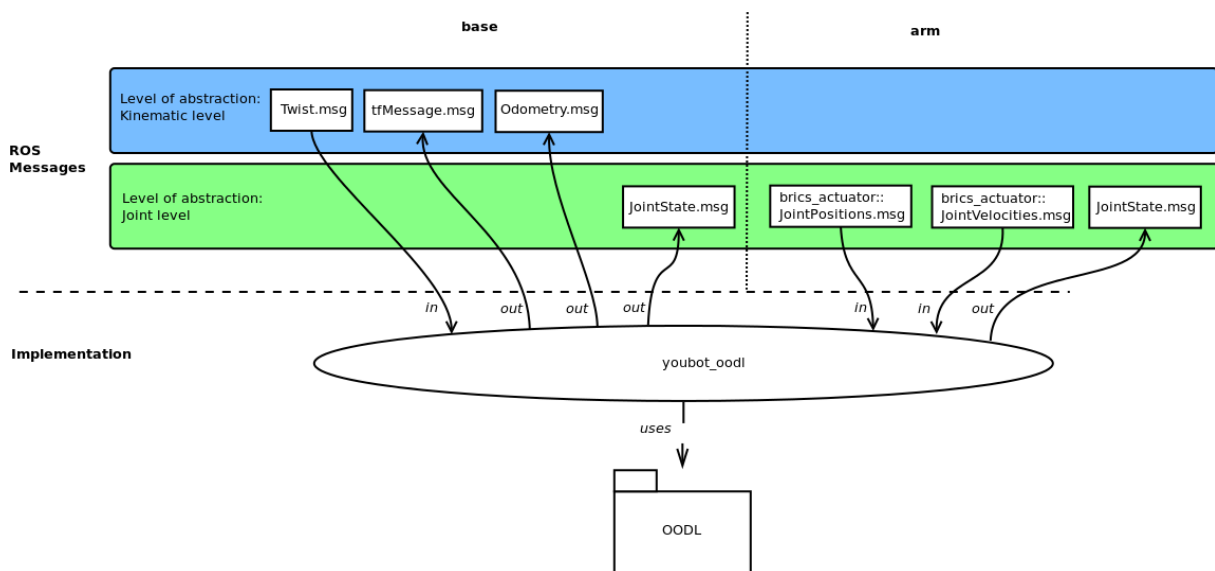 base
arm
Level of abstraction:
Kinematic level
Twist.msg
tfMessage.msg
Odometry.msg
ROS
Messages
Level of abstraction:
Joint level
JointState.msg
brics_actuator::
JointPositions.msg
brics_actuator::
JointVelocities.msg
JointState.msg
in
out
out
out
in
in
out
Implementation
youbot_oodl
uses
OODL